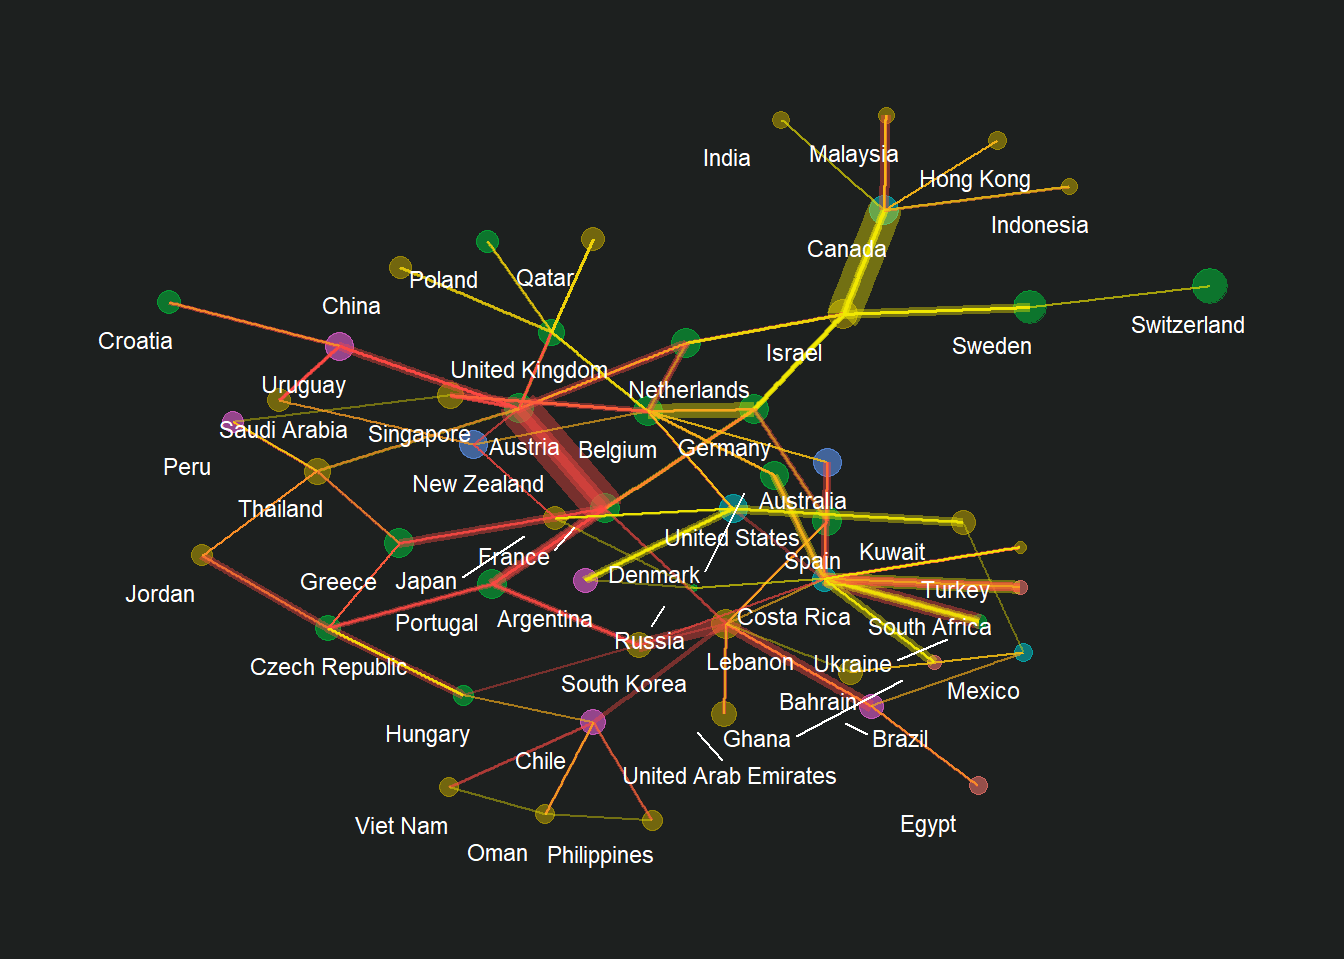 India
Malaysia
Hong Kong
Indonesia
Canada
Poland
Qatar
China
Croatia
Switzerland
Sweden
Israel
United Kingdom
Uruguay
Netherlands
Saudi Arabia
Singapore
Austria
Belgium
Germany
Peru
New Zealand
Thailand
Australia
United States
Kuwait
France
Spain
Denmark
Japan
Greece
Jordan
Turkey
Portugal
Argentina
Costa Rica
South Africa
Russia
Czech Republic
Lebanon
Ukraine
South Korea
Mexico
Bahrain
Hungary
Ghana
Brazil
Chile
United Arab Emirates
Viet Nam
Egypt
Oman
Philippines